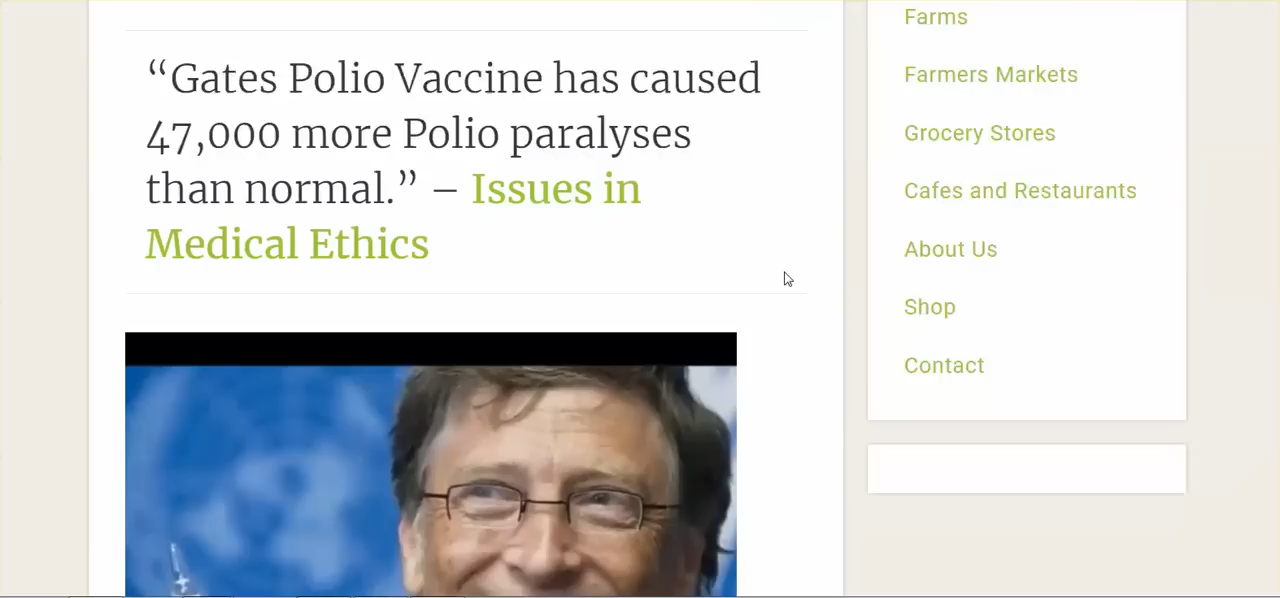 “Gates Polio Vaccine has caused
47,000 more Polio paralyses
than normal.” – Issues in
Medical Ethics
Farms
Farmers Markets
Grocery Stores
Cafes and Restaurants
About Us
Shop
Contact